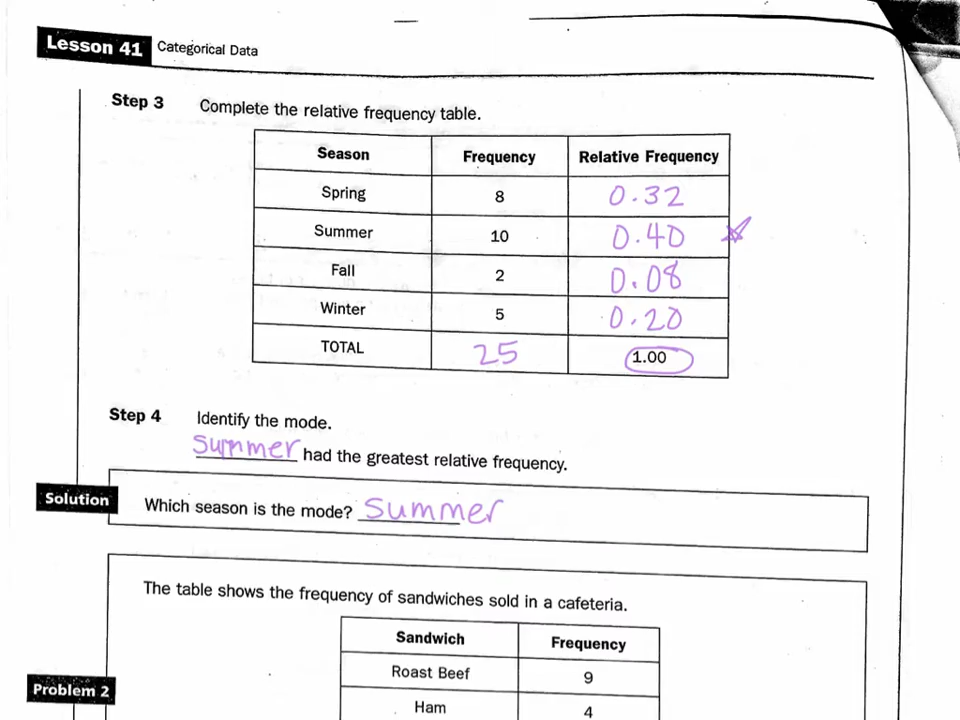 Lesson 41 Categorical Data
Step 3 Complete the relative frequency table.
Season Frequency Relative Frequency
Spring 8 0.32
Summer 10 0.40
Fall 2 0.08
Winter 5 0.20
TOTAL 25 1.00
Step 4 Identify the mode.
Summer had the greatest relative frequency.
Solution Which season is the mode? Summer
The table shows the frequency of sandwiches sold in a cafeteria.
Sandwich Frequency
Roast Beef 9
Problem 2
Ham 4